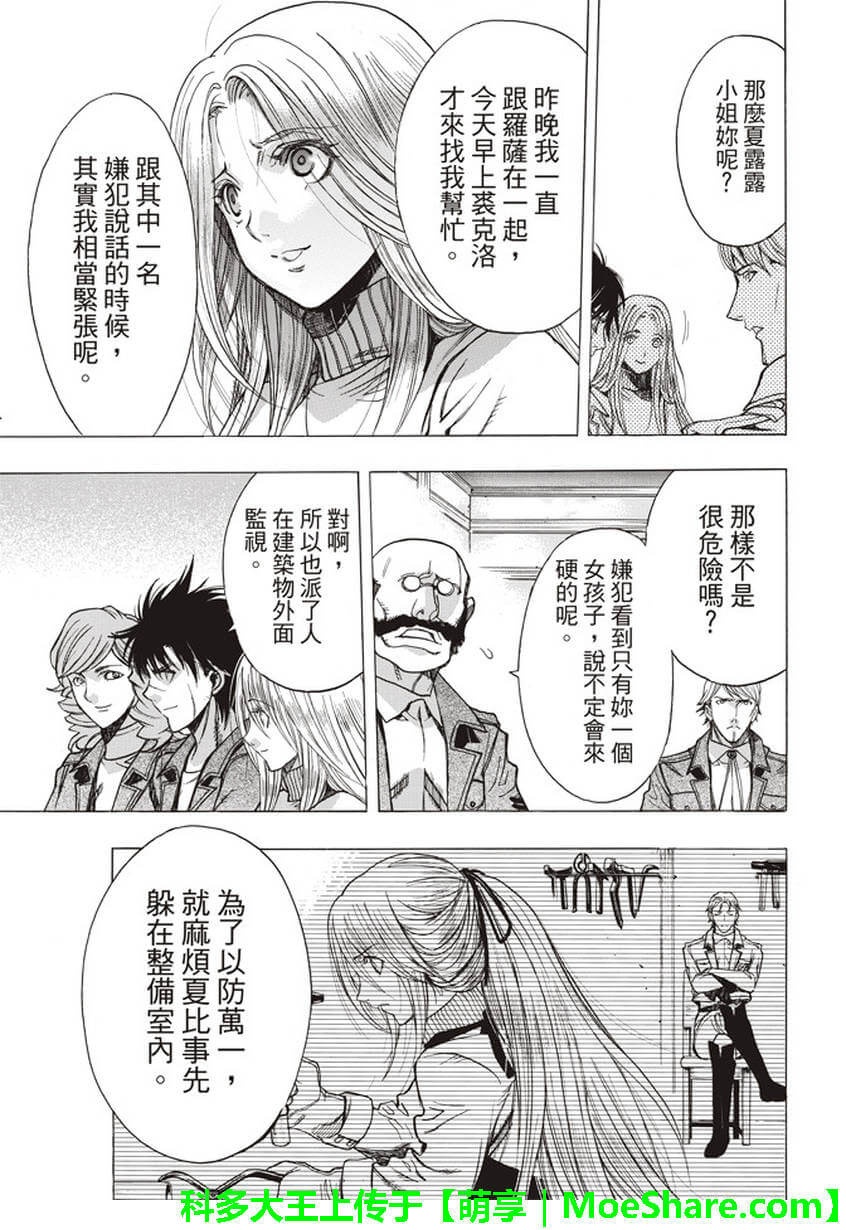 那麼夏露露
小姐妳呢？
昨晚我一直
跟羅薩在一起，
今天早上裘克洛
才來找我幫忙。
跟其中一名
嫌犯說話的時候，
其實我相當緊張呢。
那樣不是
很危險嗎？
嫌犯看到只有妳一個
女孩子，說不定會來
硬的呢。
對啊，
所以也派了人
在建築物外面
監視。
為了以防萬一，
就麻煩夏比事先
躲在整備室內。
科多大王上传于【萌享｜MoeShare.com】